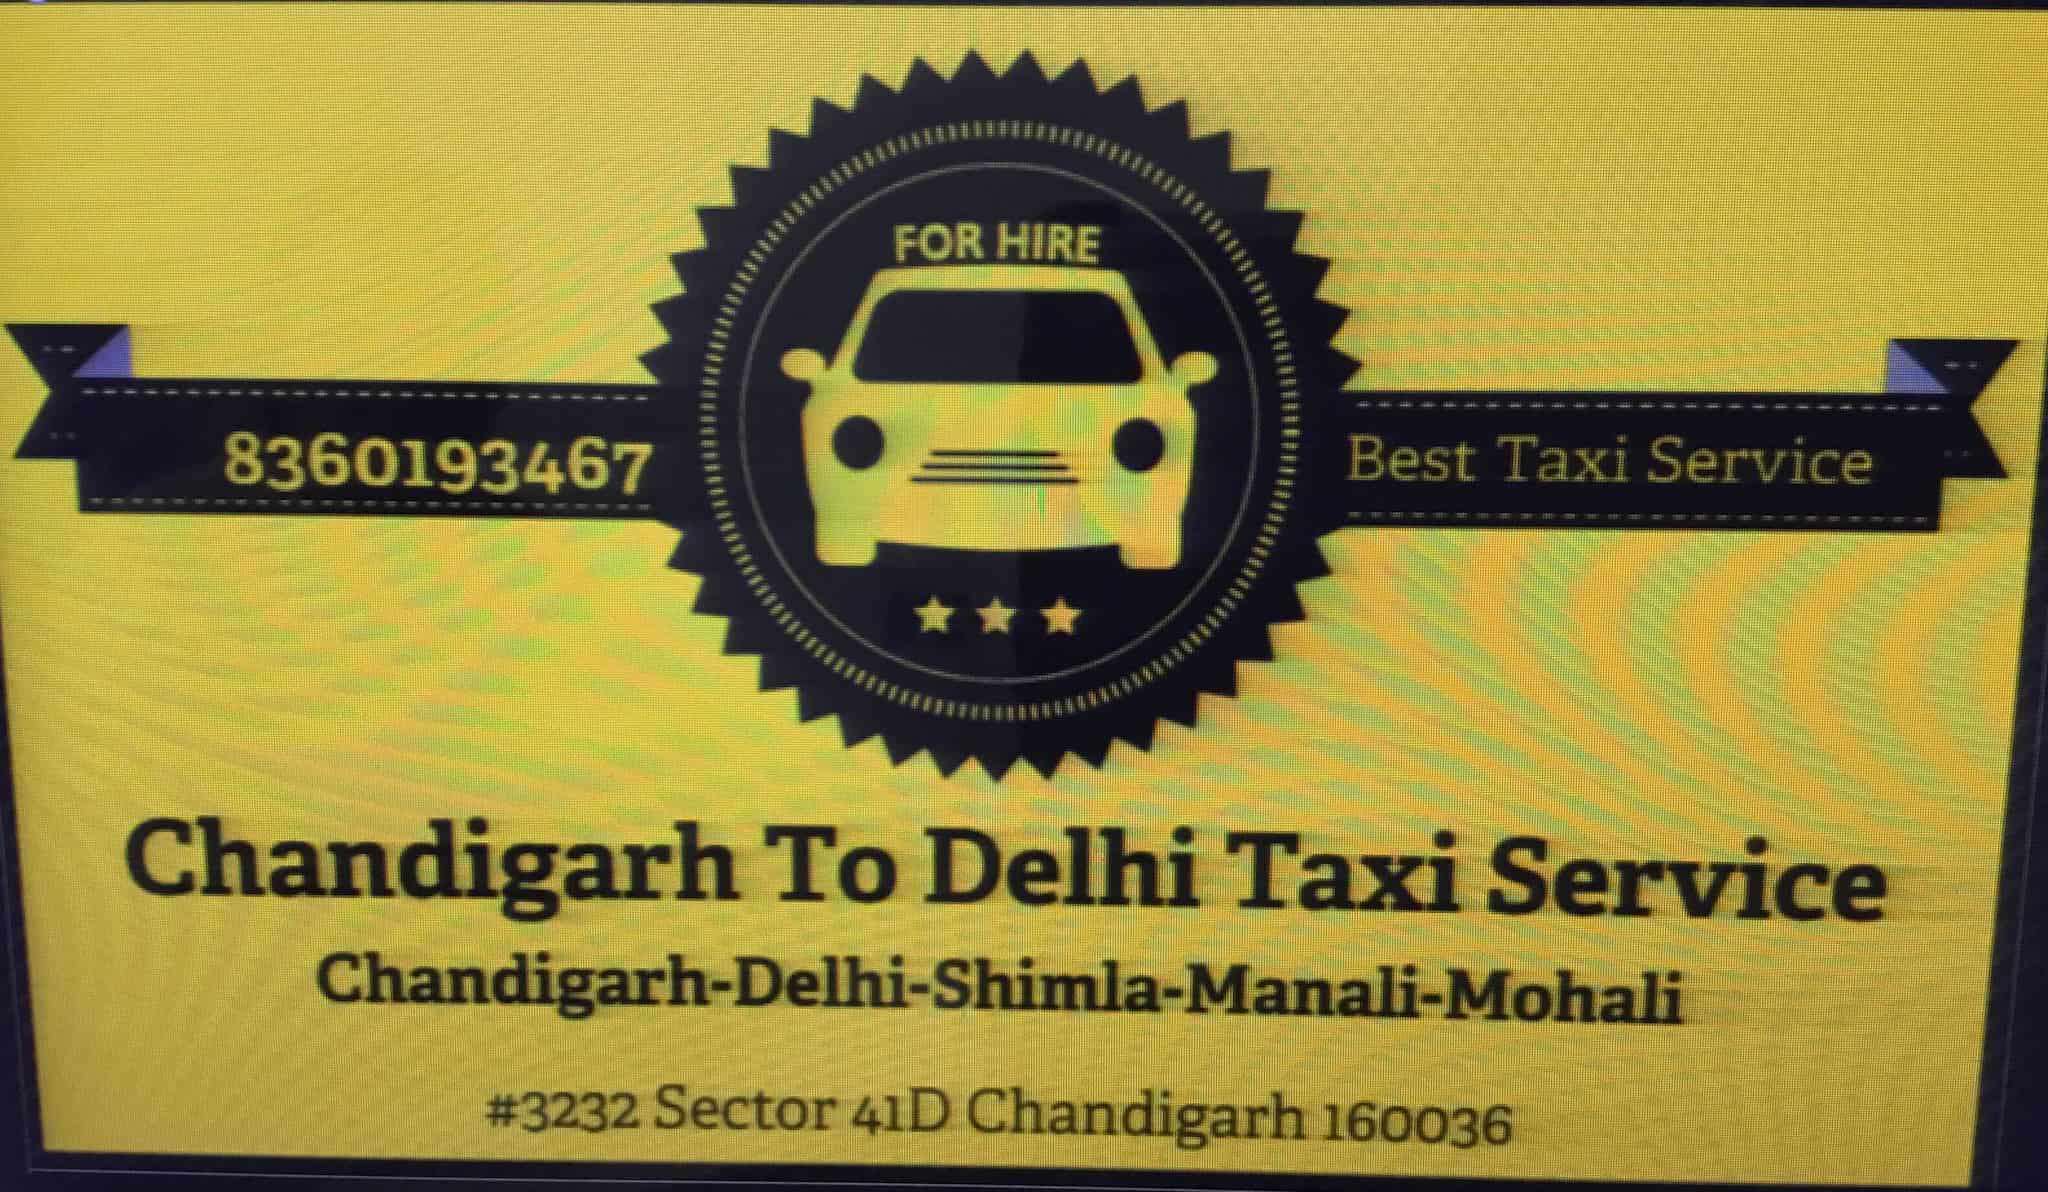 FOR HIRE
8360193467
Best Taxi Service
Chandigarh To Delhi Taxi Service
Chandigarh-Delhi-Shimla-Manali-Mohali
#3232 Sector 41D Chandigarh 160036